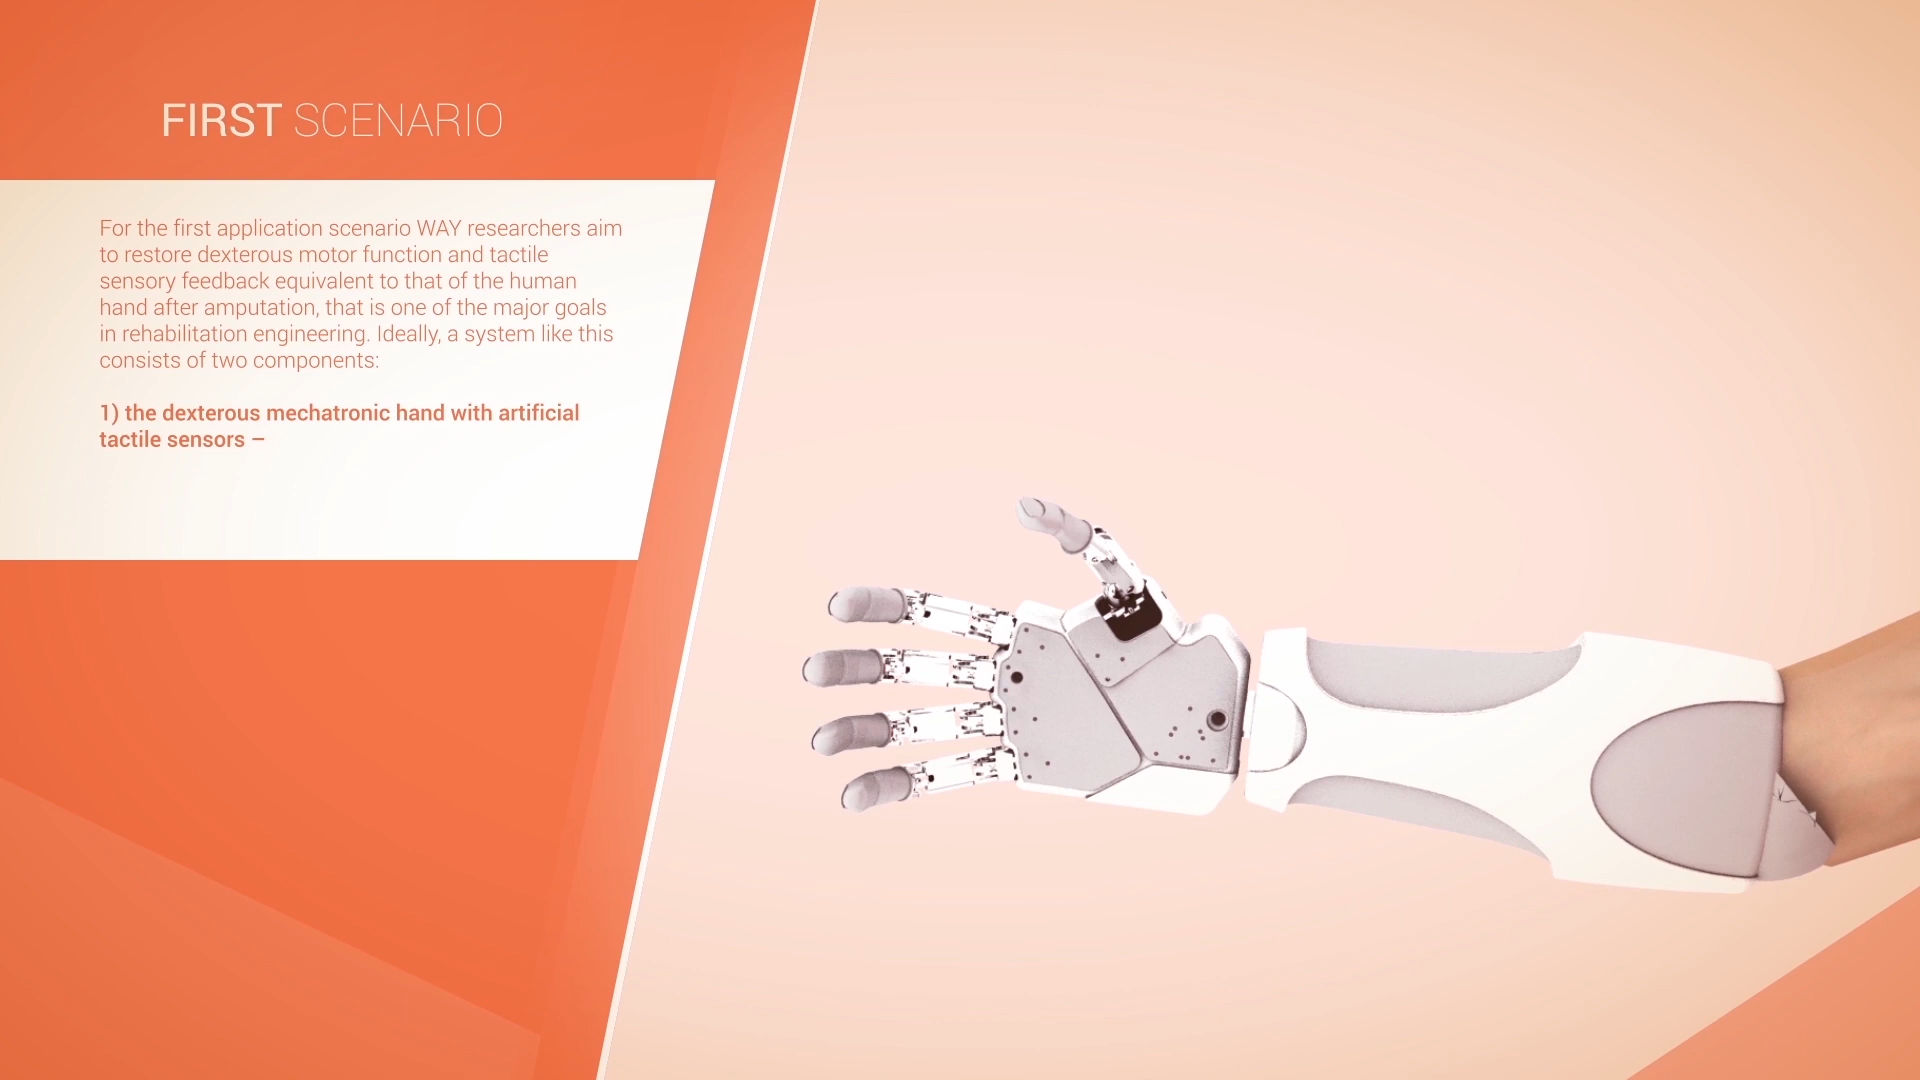 FIRST SCENARIO
For the first application scenario WAY researchers aim
to restore dexterous motor function and tactile
sensory feedback equivalent to that of the human
hand after amputation, that is one of the major goals
in rehabilitation engineering. Ideally, a system like this
consists of two components:
1) the dexterous mechatronic hand with artificial
tactile sensors –